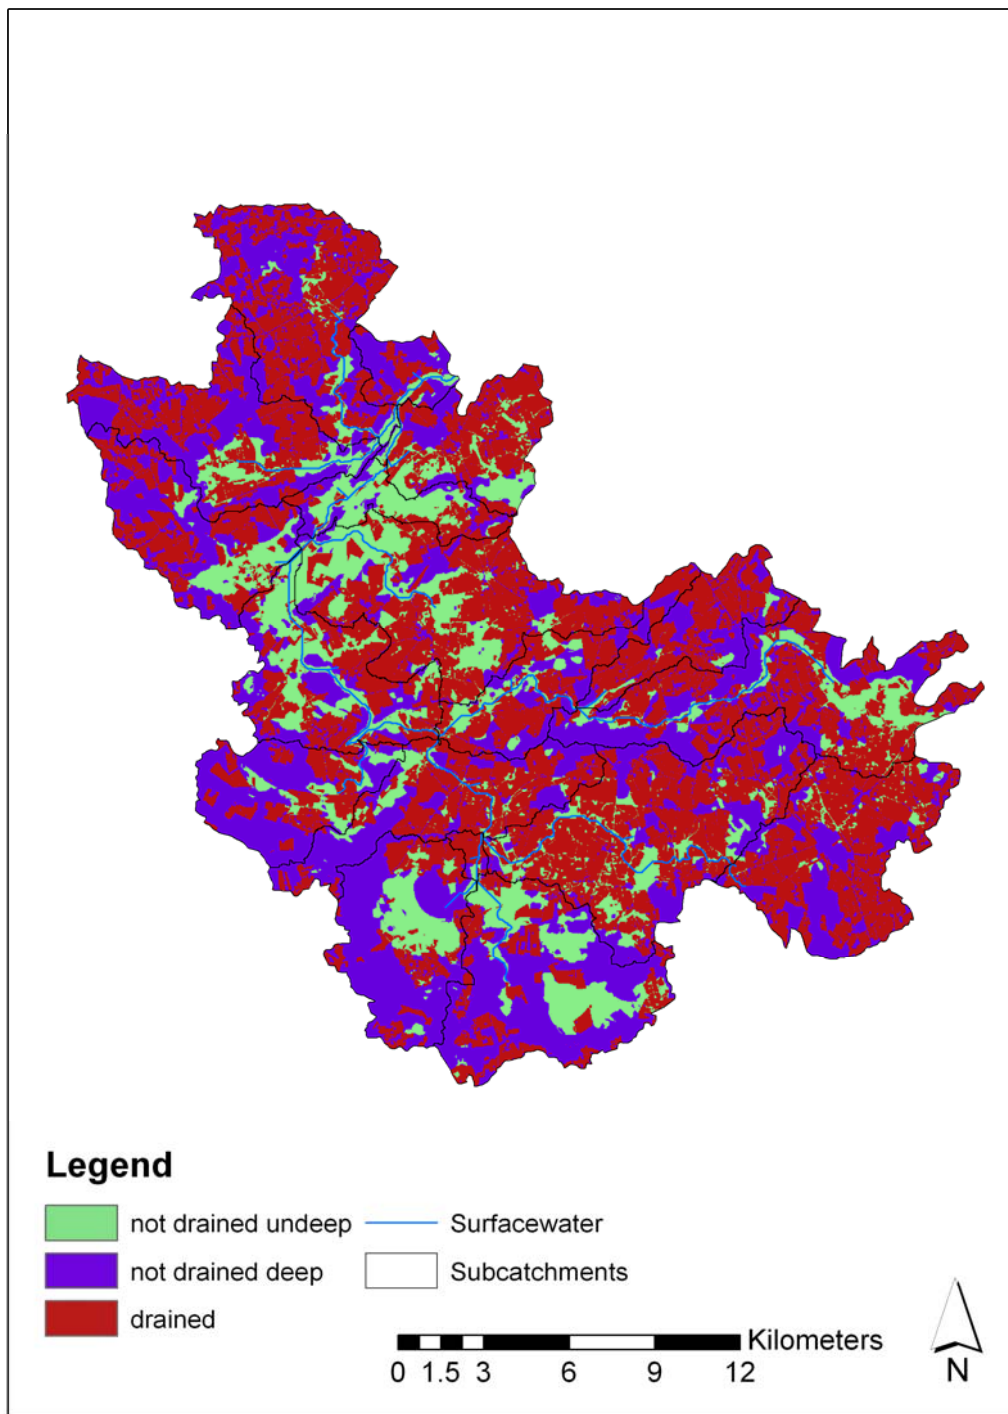 Legend
not drained undeep
Surfacewater
not drained deep
Subcatchments
drained
Kilometers
0 1.5 3 6 9 12
N